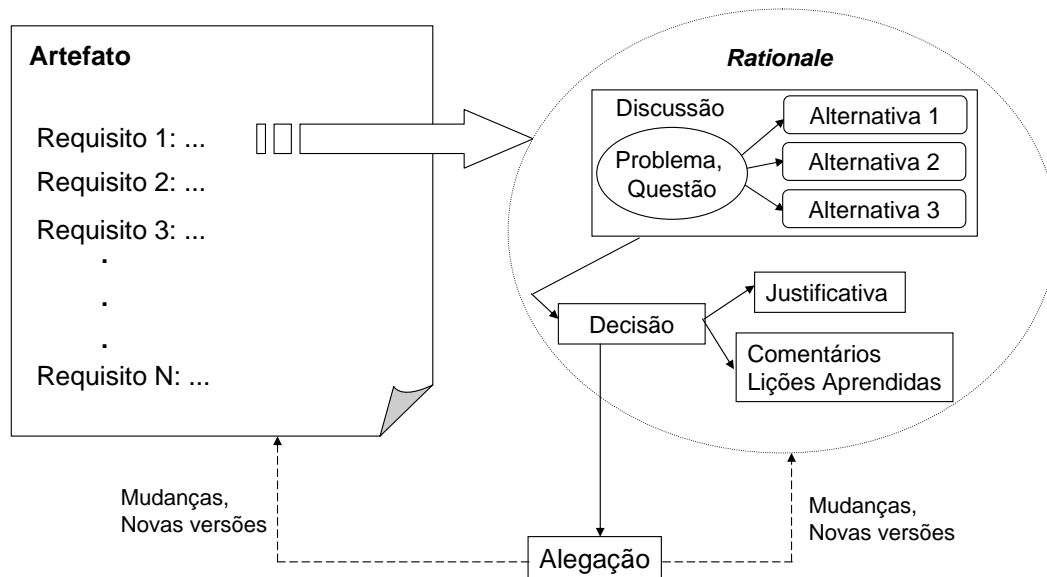 Artefato
Requisito 1: ...
Requisito 2: ...
Requisito 3: ...
.
.
.
Requisito N: ...
Rationale
Discussão
Problema,
Questão
Alternativa 1
Alternativa 2
Alternativa 3
Decisão
Justificativa
Comentários
Lições Aprendidas
Mudanças,
Novas versões
Alegação
Mudanças,
Novas versões